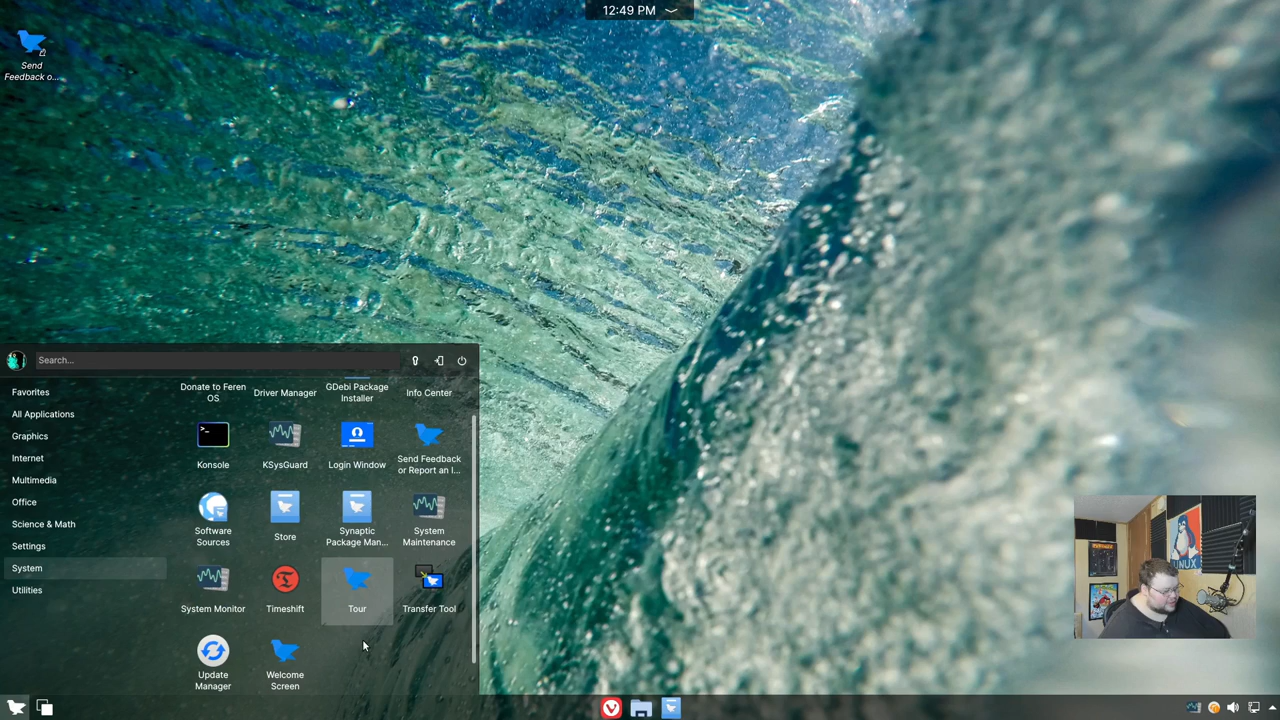 12:49 PM
Send
Feedback o...
Search...
Favorites
All Applications
Graphics
Internet
Multimedia
Office
Science & Math
Settings
System
Utilities
Donate to Feren
OS
Driver Manager
GDebi Package
Installer
Info Center
>_
Konsole
KSysGuard
Login Window
Send Feedback
or Report an I...
Software
Sources
Store
Synaptic
Package Man...
System
Maintenance
System Monitor
Timeshift
Tour
Transfer Tool
Update
Manager
Welcome
Screen
LINUX